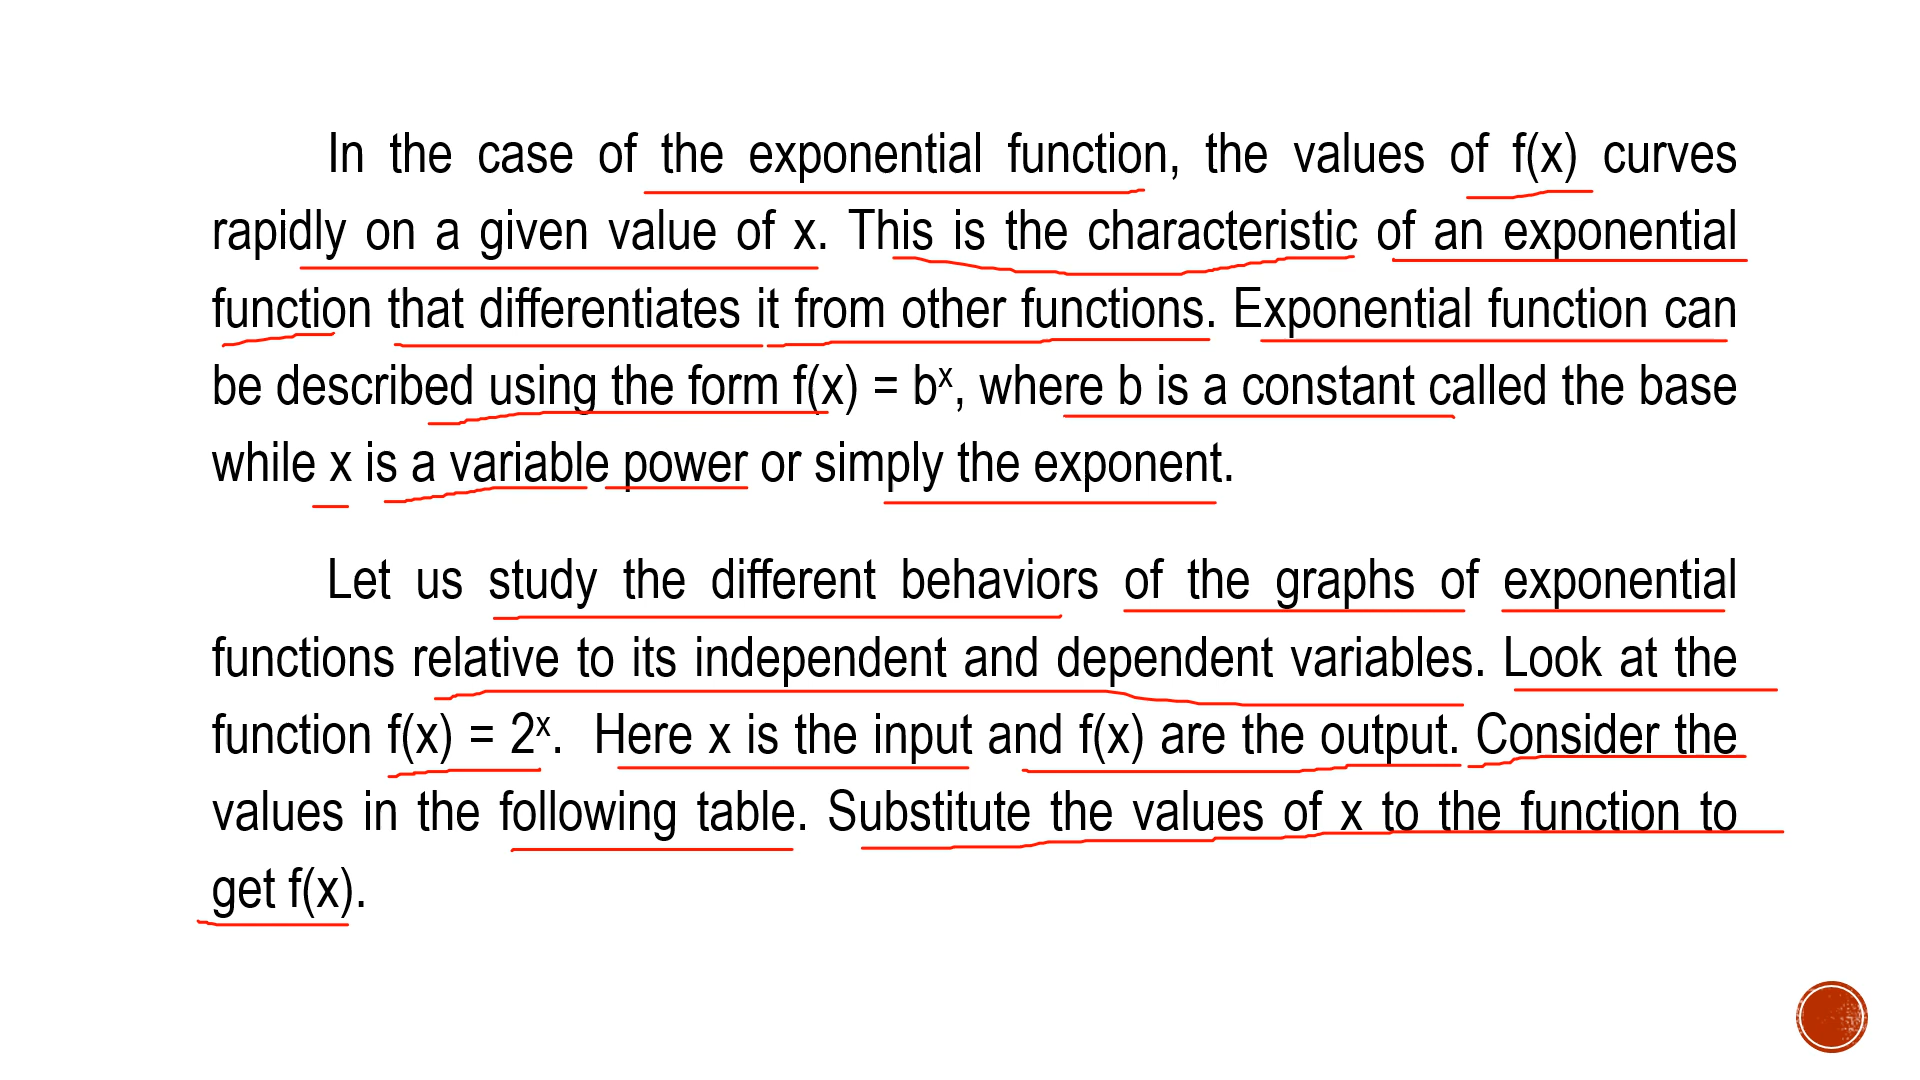 In the case of the exponential function, the values of f(x) curves
rapidly on a given value of x. This is the characteristic of an exponential
function that differentiates it from other functions. Exponential function can
be described using the form f(x) = bˣ, where b is a constant called the base
while x is a variable power or simply the exponent.
Let us study the different behaviors of the graphs of exponential
functions relative to its independent and dependent variables. Look at the
function f(x) = 2ˣ. Here x is the input and f(x) are the output. Consider the
values in the following table. Substitute the values of x to the function to
get f(x).